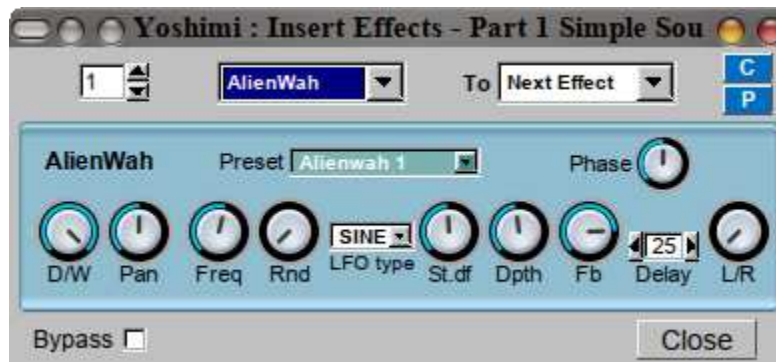 Yoshimi : Insert Effects - Part 1 Simple Sou
1 AlienWah To Next Effect C
P
AlienWah Preset Alienwah 1 Phase
SINE 25
D/W Pan Freq Rnd LFO type St.df Dpth Fb Delay L/R
Bypass Close